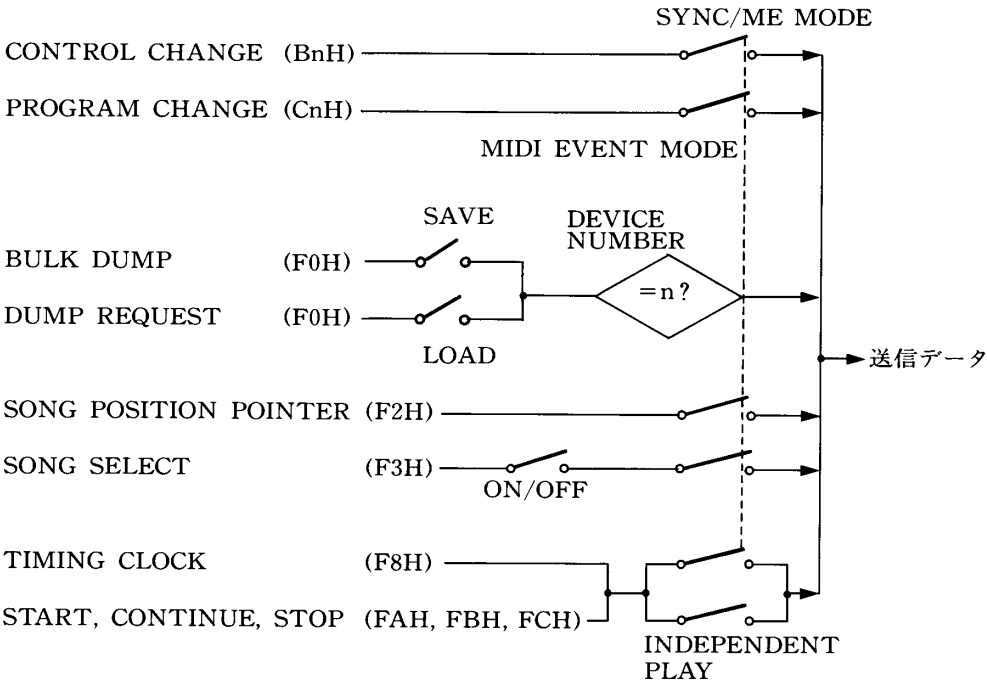 SYNC/ME MODE
CONTROL CHANGE (BnH)
PROGRAM CHANGE (CnH)
MIDI EVENT MODE
SAVE
DEVICE
NUMBER
BULK DUMP (F0H)
=n?
DUMP REQUEST (F0H)
LOAD
送信データ
SONG POSITION POINTER (F2H)
SONG SELECT (F3H)
ON/OFF
TIMING CLOCK (F8H)
START, CONTINUE, STOP (FAH, FBH, FCH)
INDEPENDENT
PLAY